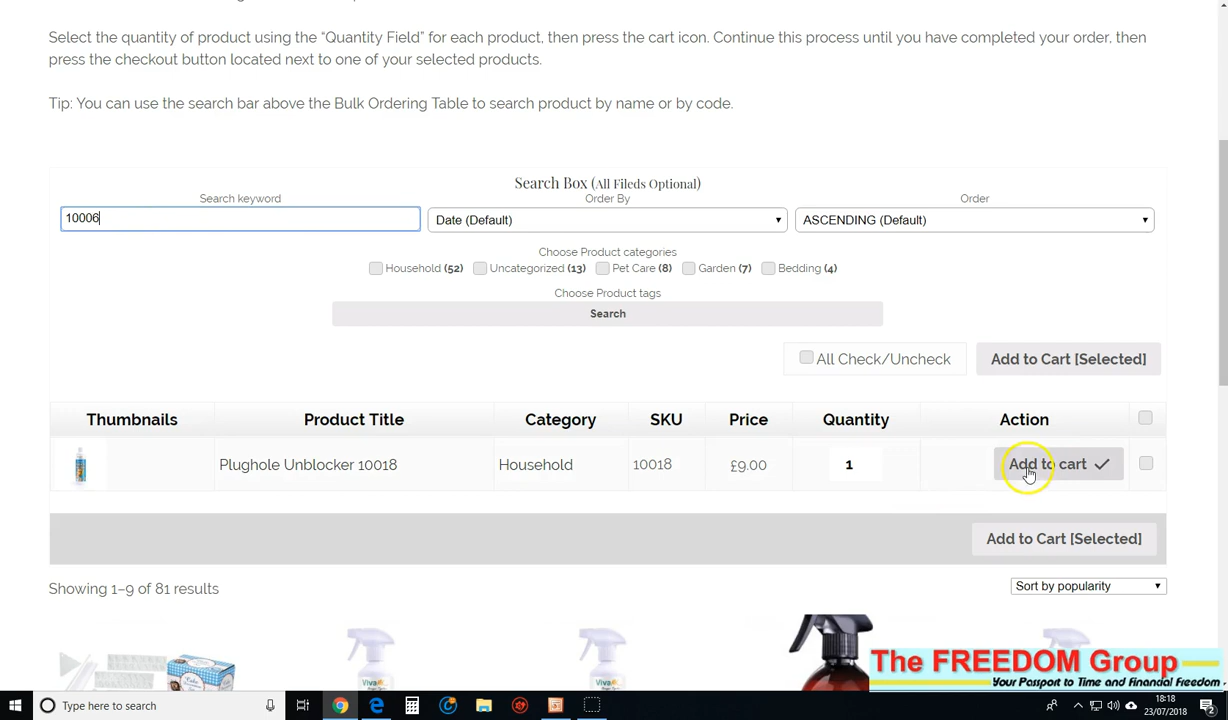 Select the quantity of product using the “Quantity Field” for each product, then press the cart icon. Continue this process until you have completed your order, then
press the checkout button located next to one of your selected products.
Tip: You can use the search bar above the Bulk Ordering Table to search product by name or by code.
Search Box (All Fileds Optional)
Search keyword Order By Order
10006 Date (Default) ASCENDING (Default)
Choose Product categories
Household (52) Uncategorized (13) Pet Care (8) Garden (7) Bedding (4)
Choose Product tags
Search
All Check/Uncheck Add to Cart [Selected]
Thumbnails Product Title Category SKU Price Quantity Action
Plughole Unblocker 10018 Household 10018 £9.00 1 Add to cart
Add to Cart [Selected]
Showing 1–9 of 81 results Sort by popularity
The FREEDOM Group
Your Passport to Time and Financial Freedom
Type here to search
18:18
23/07/2018
2